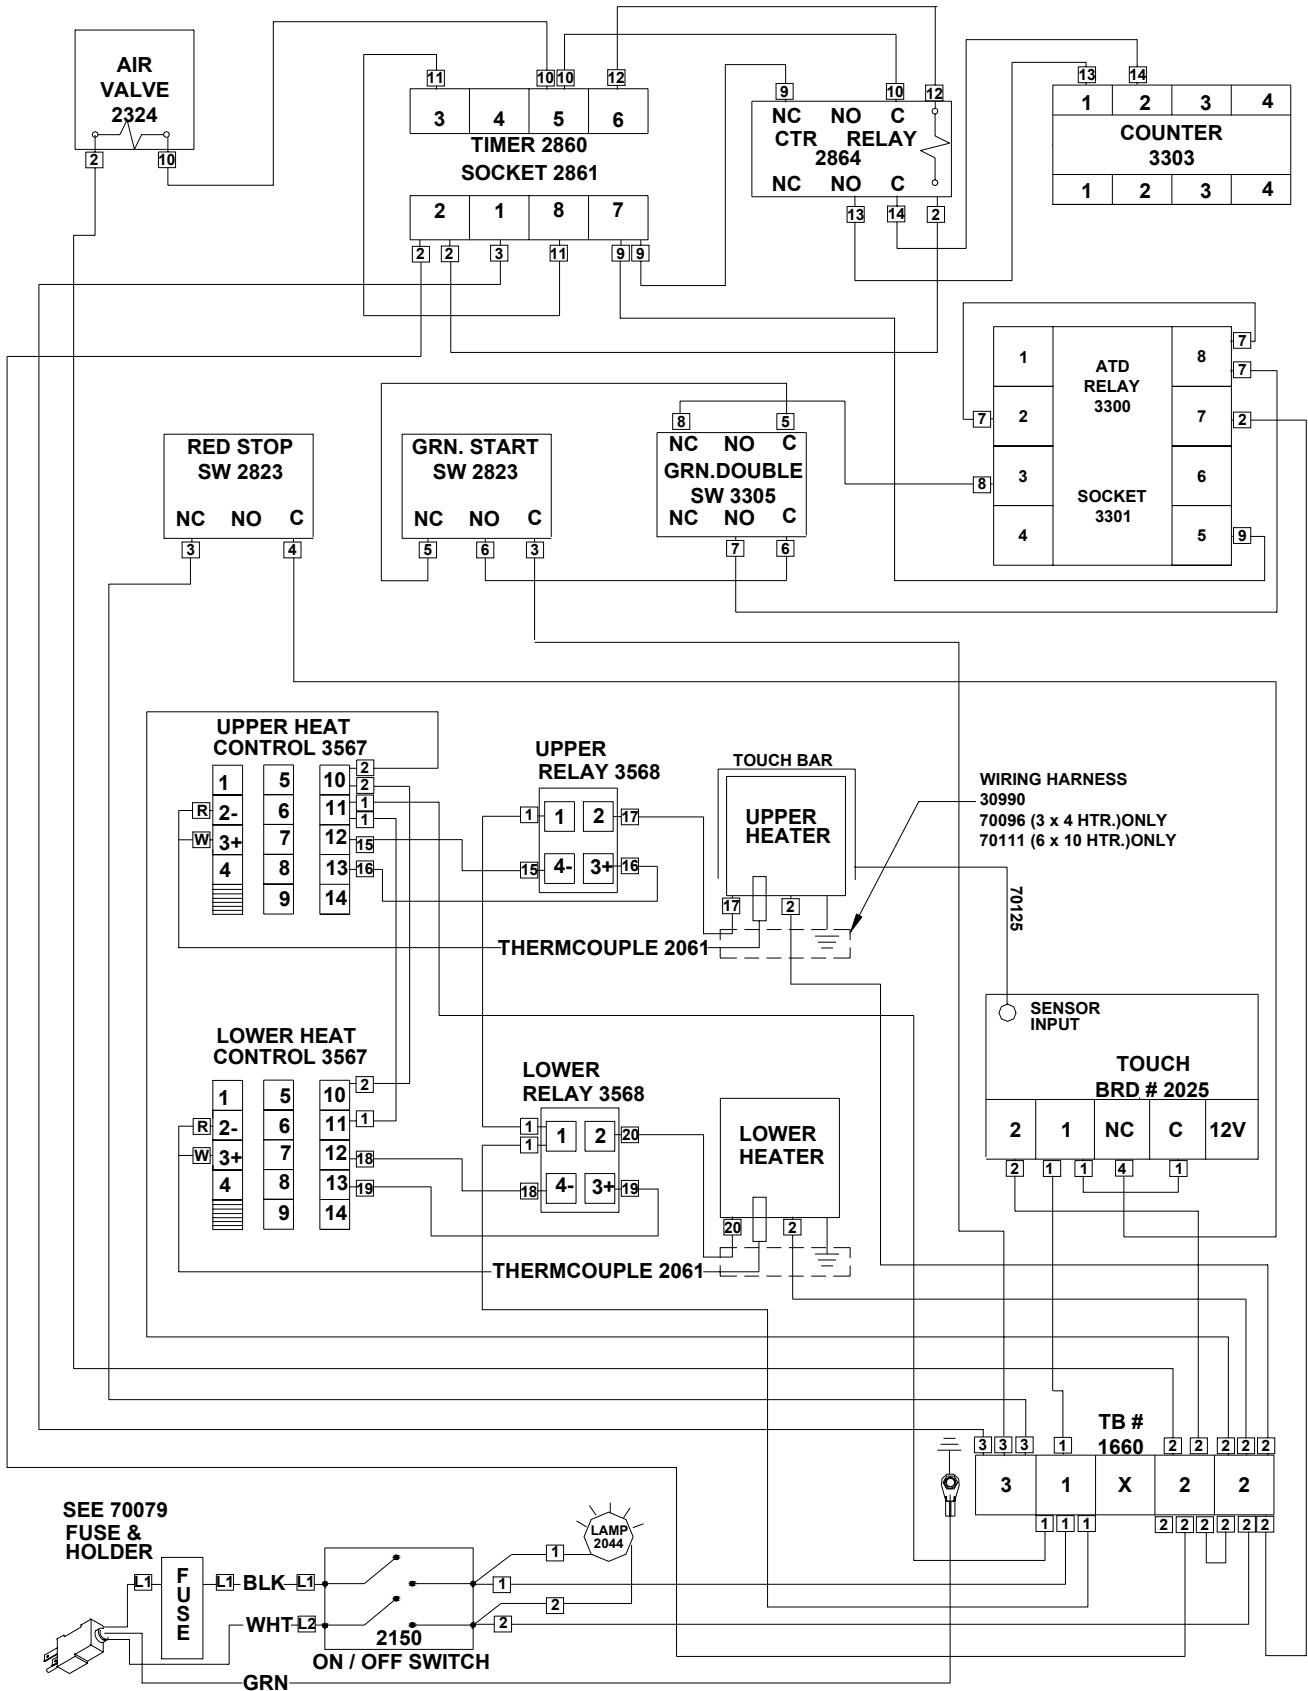 AIR
VALVE
2324
2
10
11
10
10
12
3
4
5
6
TIMER 2860
SOCKET 2861
2
1
8
7
2
2
3
11
9
9
9
10
12
NC NO C
CTR RELAY
2864
NC NO C
13
14
2
13
14
1
2
3
4
COUNTER
3303
1
2
3
4
RED STOP
SW 2823
NC NO C
3
4
GRN. START
SW 2823
NC NO C
5
6
3
8
5
NC NO C
GRN.DOUBLE
SW 3305
NC NO C
7
6
1
2
3
4
ATD
RELAY
3300
SOCKET
3301
8
7
6
5
7
8
7
7
2
9
UPPER HEAT
CONTROL 3567
1
2-
3+
4
5
6
7
8
9
10
11
12
13
14
R
W
2
2
1
1
15
16
UPPER
RELAY 3568
1
2
4-
3+
1
17
15
16
TOUCH BAR
UPPER
HEATER
17
2
THERMCOUPLE 2061
WIRING HARNESS
30990
70096 (3 x 4 HTR.)ONLY
70111 (6 x 10 HTR.)ONLY
70125
LOWER HEAT
CONTROL 3567
1
2-
3+
4
5
6
7
8
9
10
11
12
13
14
R
W
2
1
18
19
LOWER
RELAY 3568
1
2
4-
3+
1
1
20
18
19
LOWER
HEATER
20
2
THERMCOUPLE 2061
SENSOR
INPUT
TOUCH
BRD # 2025
2
1
NC
C
12V
2
1
1
4
1
TB #
1660
3
3
3
1
2
2
2
2
2
3
1
X
2
2
1
1
1
2
2
2
2
2
2
SEE 70079
FUSE &
HOLDER
L1
FUSE
L1
BLK
L1
WHT
L2
GRN
2150
ON / OFF SWITCH
LAMP
2044
1
1
2
2